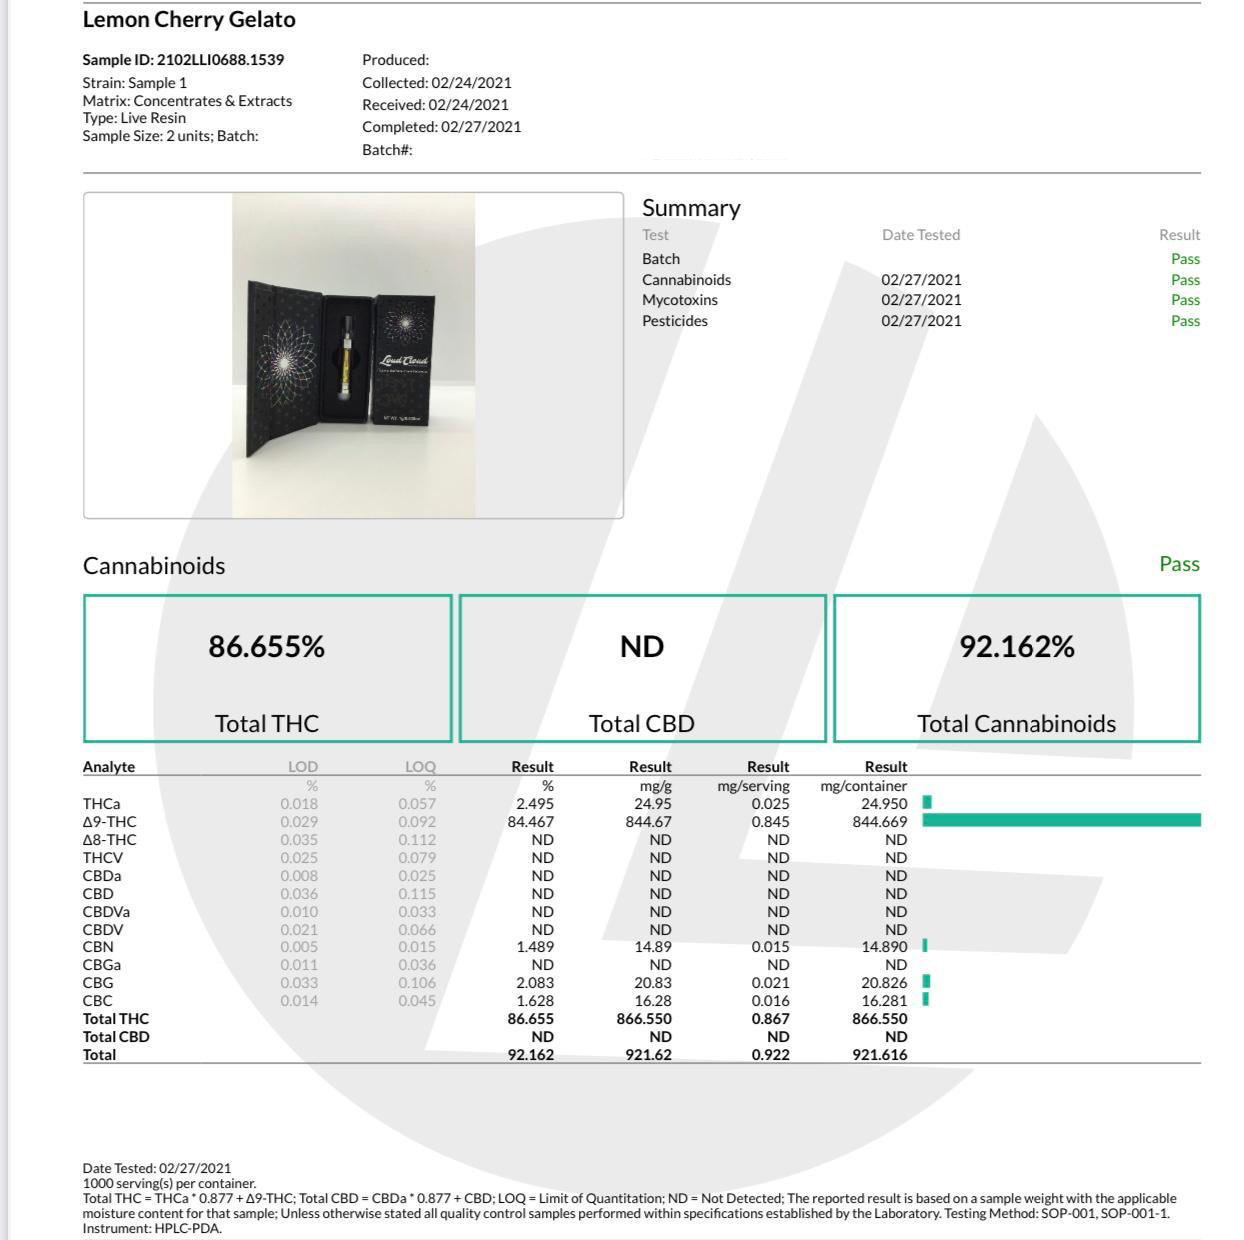 Lemon Cherry Gelato
Sample ID: 2102LLI0688.1539
Strain: Sample 1
Matrix: Concentrates & Extracts
Type: Live Resin
Sample Size: 2 units; Batch:
Produced:
Collected: 02/24/2021
Received: 02/24/2021
Completed: 02/27/2021
Batch#:
Loud Cloud
Summary
Test Date Tested Result
Batch Pass
Cannabinoids 02/27/2021 Pass
Mycotoxins 02/27/2021 Pass
Pesticides 02/27/2021 Pass
Cannabinoids Pass
86.655% ND 92.162%
Total THC Total CBD Total Cannabinoids
Analyte LOD LOQ Result Result Result Result
% % % mg/g mg/serving mg/container
THCa 0.018 0.057 2.495 24.95 0.025 24.950
Δ9-THC 0.029 0.092 84.467 844.67 0.845 844.669
Δ8-THC 0.035 0.112 ND ND ND ND
THCV 0.025 0.079 ND ND ND ND
CBDa 0.008 0.025 ND ND ND ND
CBD 0.036 0.115 ND ND ND ND
CBDVa 0.010 0.033 ND ND ND ND
CBDV 0.021 0.066 ND ND ND ND
CBN 0.005 0.015 1.489 14.89 0.015 14.890
CBGa 0.011 0.036 ND ND ND ND
CBG 0.033 0.106 2.083 20.83 0.021 20.826
CBC 0.014 0.045 1.628 16.28 0.016 16.281
Total THC 86.655 866.550 0.867 866.550
Total CBD ND ND ND ND
Total 92.162 921.62 0.922 921.616
Date Tested: 02/27/2021
1000 serving(s) per container.
Total THC = THCa * 0.877 + Δ9-THC; Total CBD = CBDa * 0.877 + CBD; LOQ = Limit of Quantitation; ND = Not Detected; The reported result is based on a sample weight with the applicable
moisture content for that sample; Unless otherwise stated all quality control samples performed within specifications established by the Laboratory. Testing Method: SOP-001, SOP-001-1.
Instrument: HPLC-PDA.